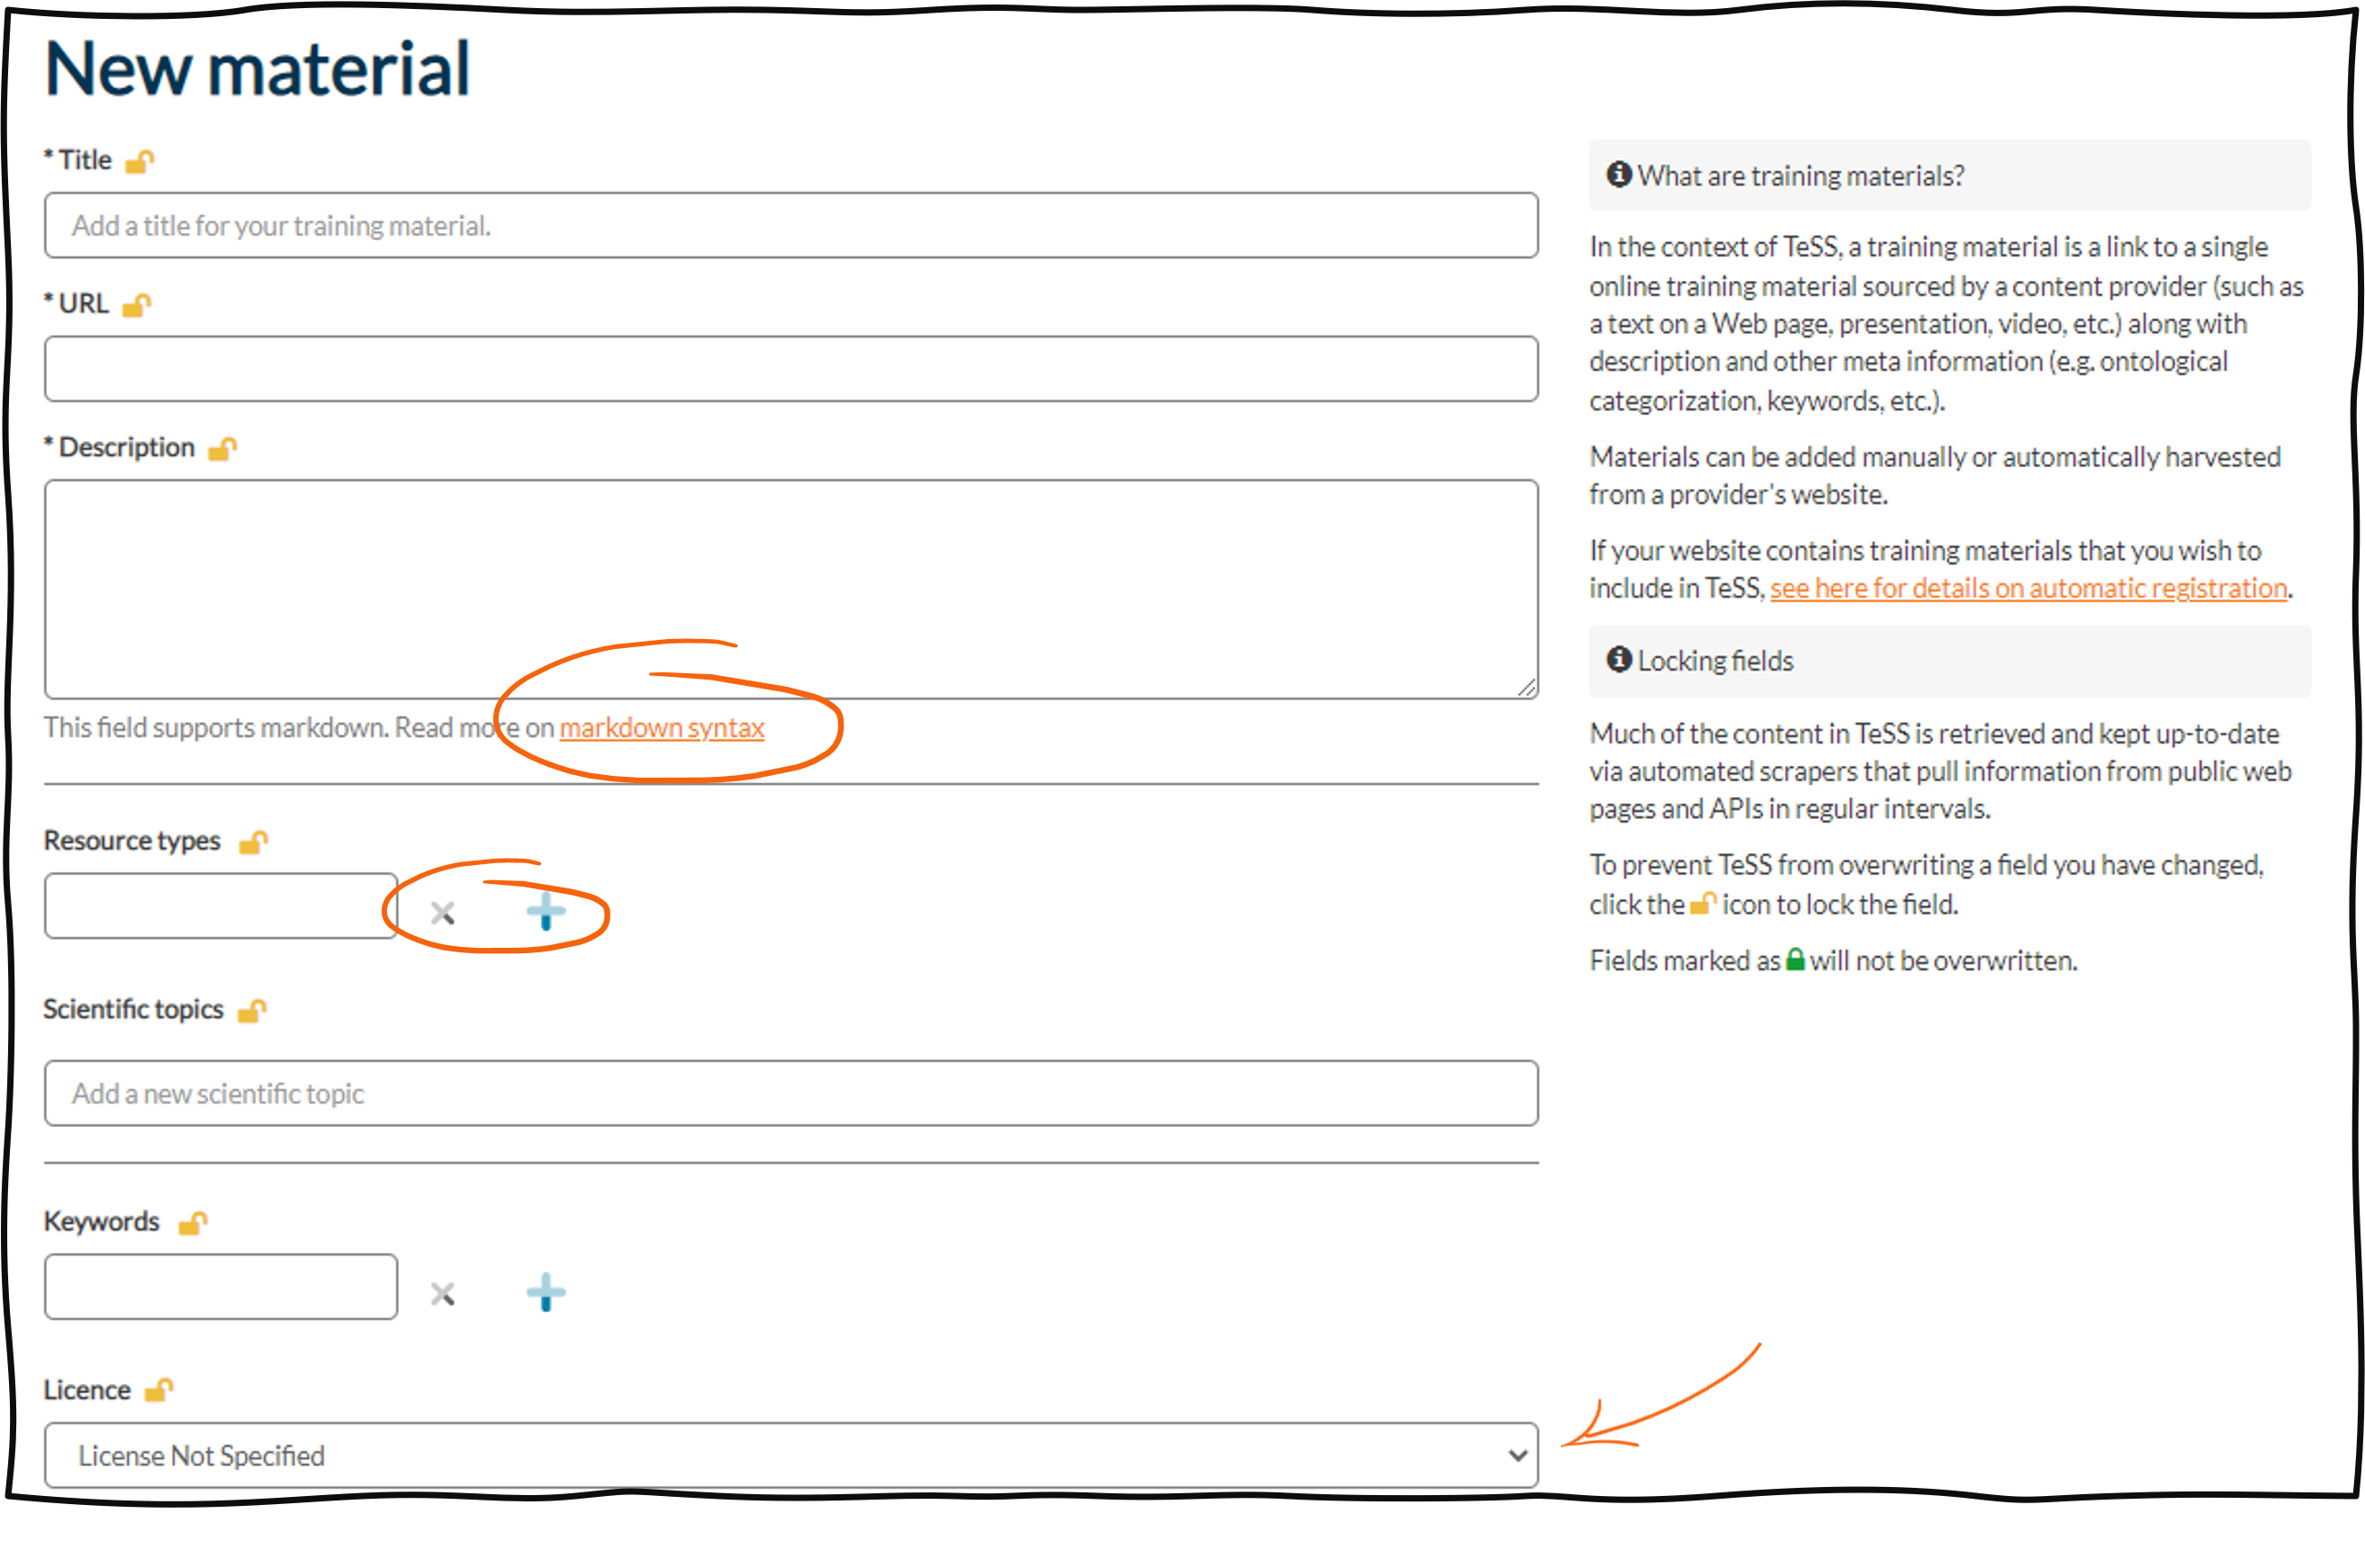 New material
* Title
Add a title for your training material.
* URL
* Description
This field supports markdown. Read more on markdown syntax
Resource types
Scientific topics
Add a new scientific topic
Keywords
Licence
License Not Specified
What are training materials?
In the context of TeSS, a training material is a link to a single
online training material sourced by a content provider (such as
a text on a Web page, presentation, video, etc.) along with
description and other meta information (e.g. ontological
categorization, keywords, etc.).
Materials can be added manually or automatically harvested
from a provider's website.
If your website contains training materials that you wish to
include in TeSS, see here for details on automatic registration.
Locking fields
Much of the content in TeSS is retrieved and kept up-to-date
via automated scrapers that pull information from public web
pages and APIs in regular intervals.
To prevent TeSS from overwriting a field you have changed,
click the icon to lock the field.
Fields marked as will not be overwritten.